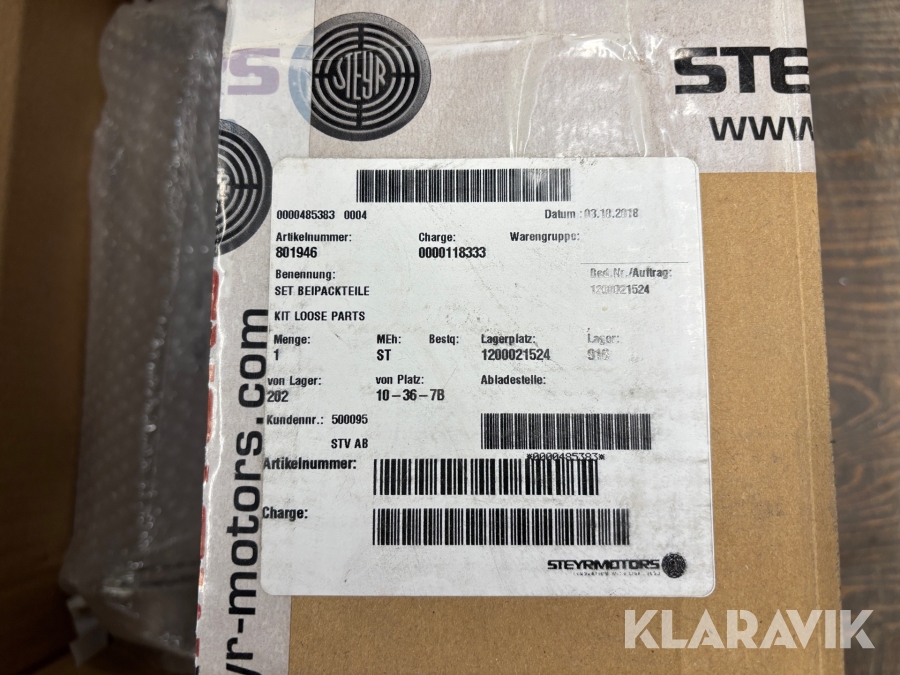 STEYR
STE
www.
0000485383 0004
Datum : 03.10.2018
Artikelnummer:
Charge:
Warengruppe:
801946
0000118333
Benennung:
Bed.Nr./Auftrag:
SET BEIPACKTEILE
1200021524
KIT LOOSE PARTS
Menge:
MEh:
Bestq:
Lagerplatz:
Lager:
1
ST
1200021524
von Lager:
von Platz:
Abladestelle:
202
10-36-7B
Kundennr.: 500095
STV AB
*0000485383*
Artikelnummer:
Charge:
STEYRMOTORS
yr-motors.com
KLARAVIK